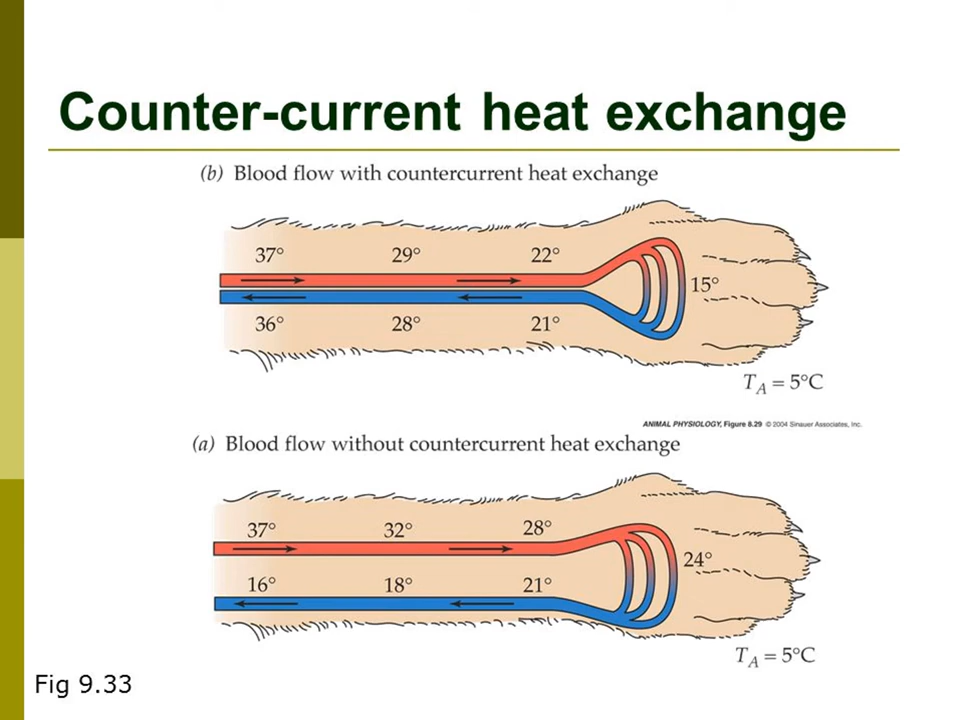 Counter-current heat exchange
(b) Blood flow with countercurrent heat exchange
37° 29° 22°
15°
36° 28° 21°
T_A = 5°C
ANIMAL PHYSIOLOGY, Figure 8.29 © 2004 Sinauer Associates, Inc.
(a) Blood flow without countercurrent heat exchange
37° 32° 28°
24°
16° 18° 21°
T_A = 5°C
Fig 9.33